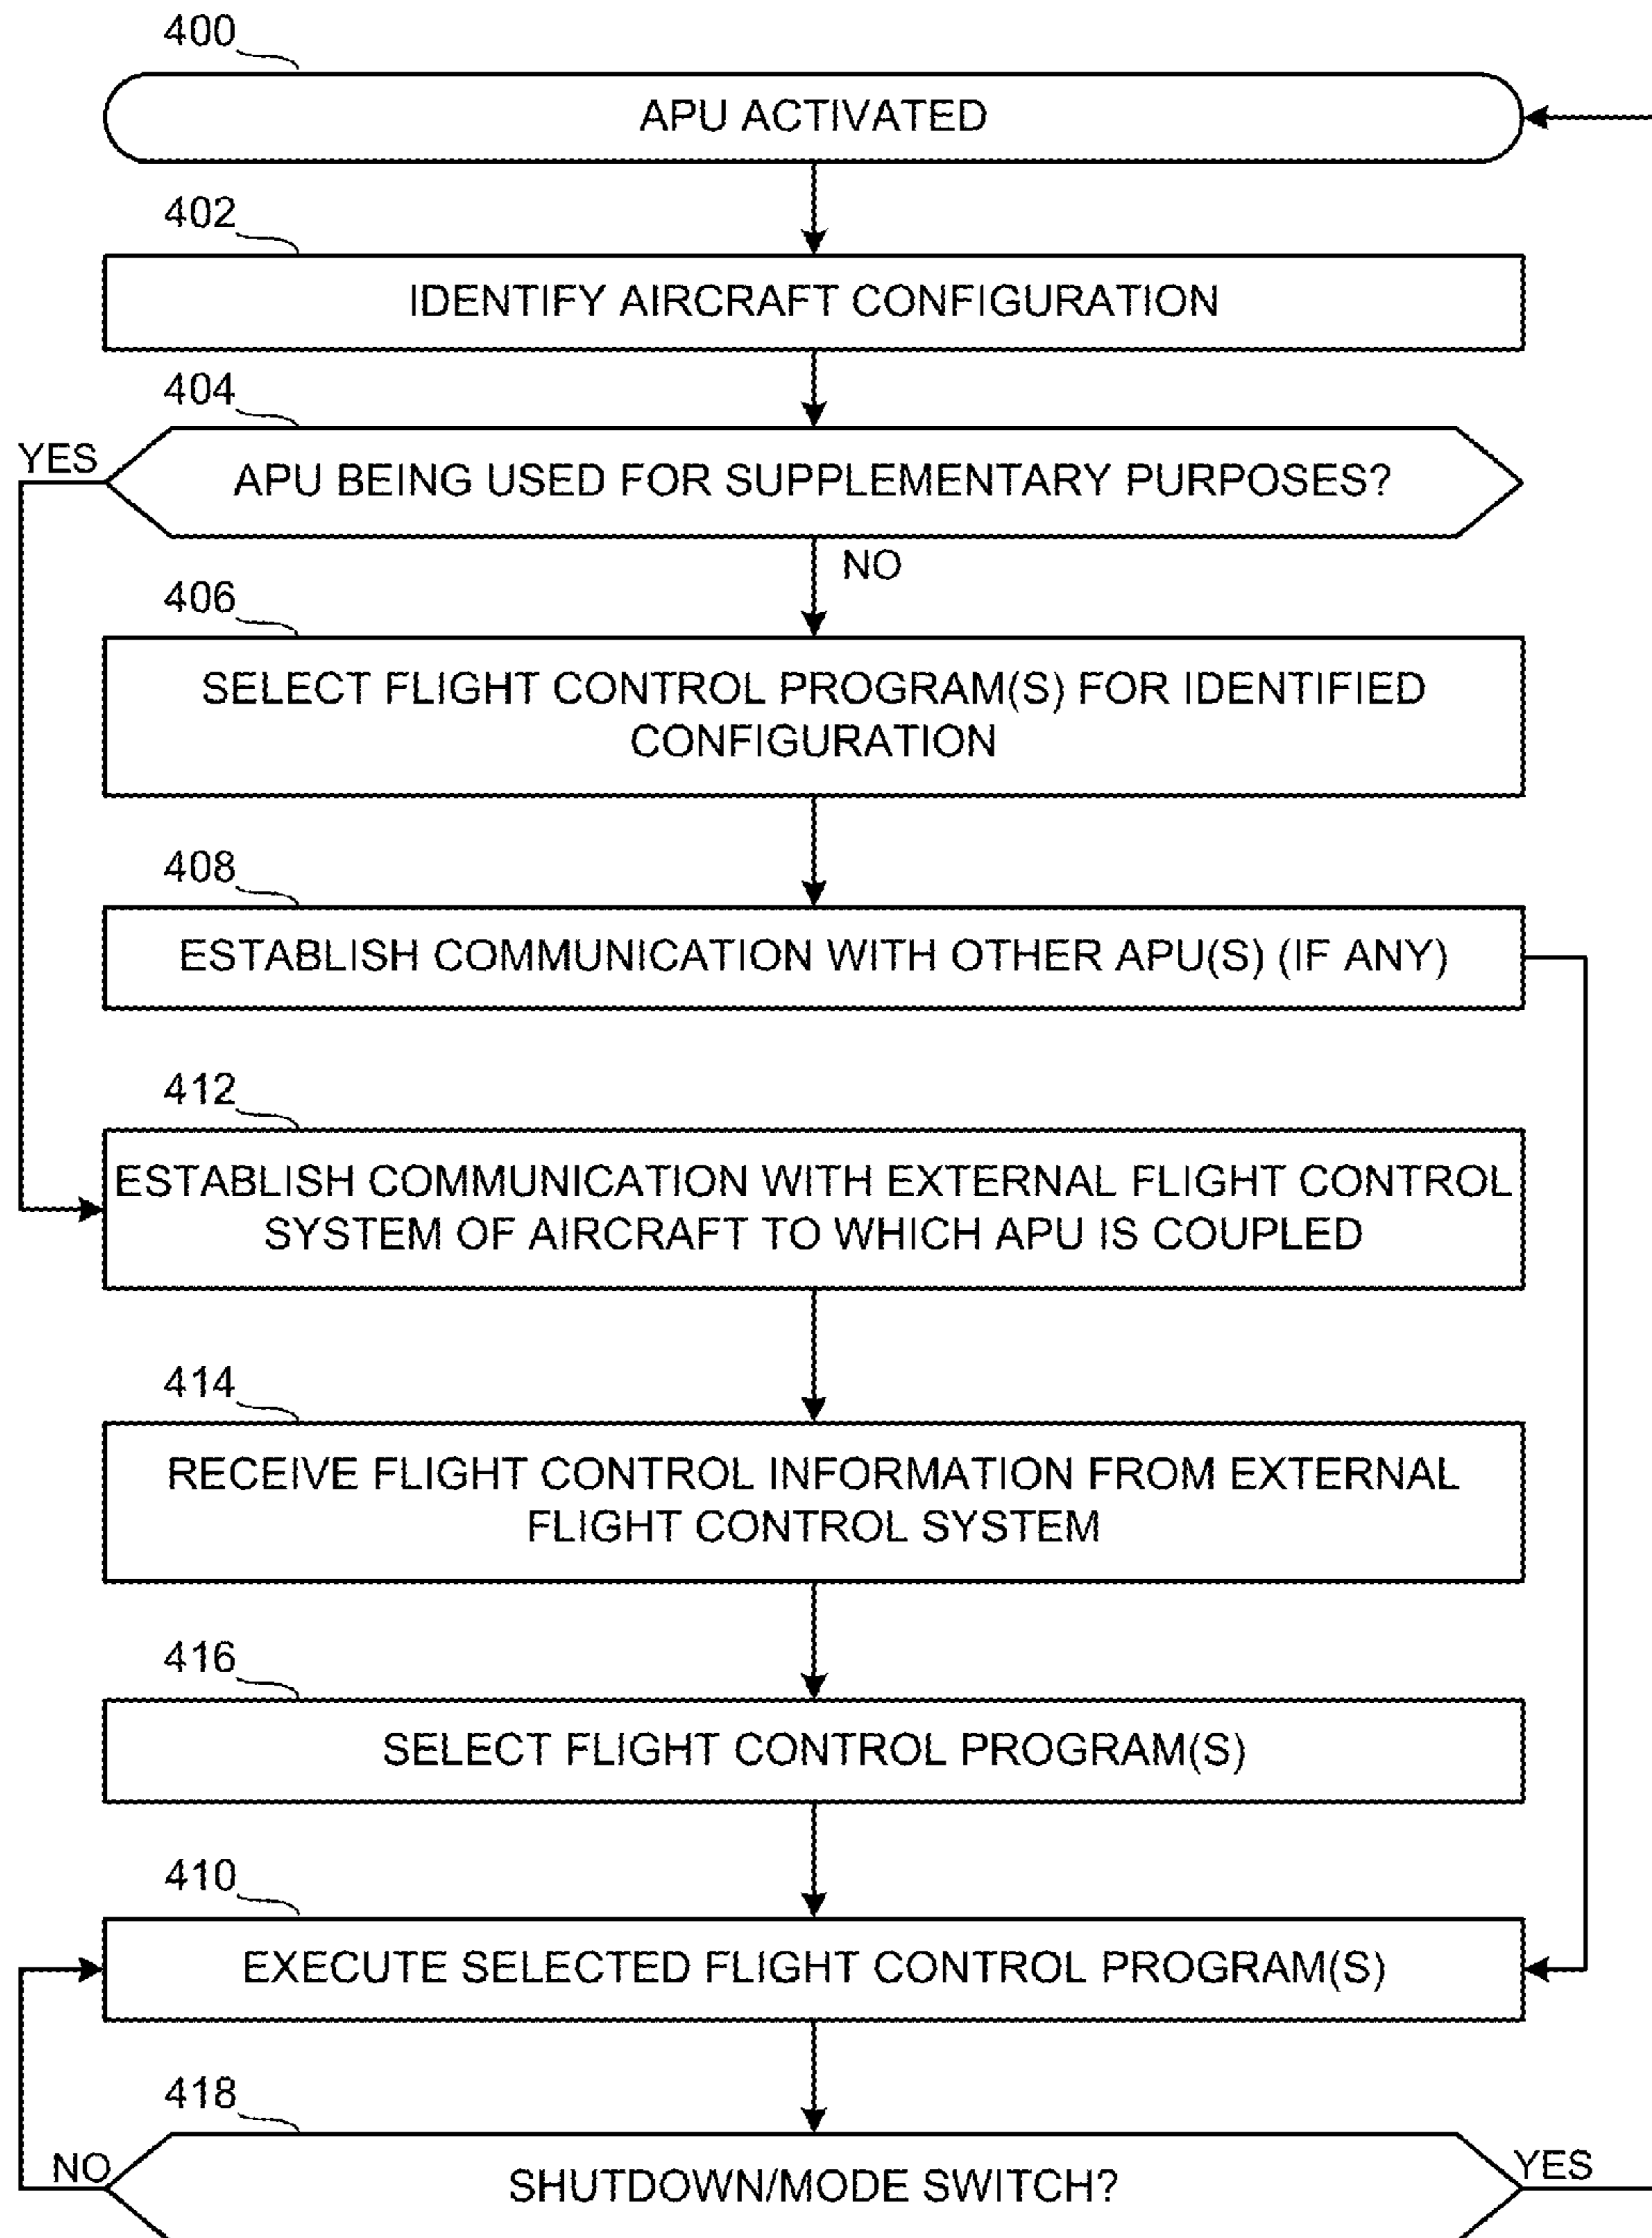 400
APU ACTIVATED
402
IDENTIFY AIRCRAFT CONFIGURATION
404
YES
APU BEING USED FOR SUPPLEMENTARY PURPOSES?
NO
406
SELECT FLIGHT CONTROL PROGRAM(S) FOR IDENTIFIED
CONFIGURATION
408
ESTABLISH COMMUNICATION WITH OTHER APU(S) (IF ANY)
412
ESTABLISH COMMUNICATION WITH EXTERNAL FLIGHT CONTROL
SYSTEM OF AIRCRAFT TO WHICH APU IS COUPLED
414
RECEIVE FLIGHT CONTROL INFORMATION FROM EXTERNAL
FLIGHT CONTROL SYSTEM
416
SELECT FLIGHT CONTROL PROGRAM(S)
410
EXECUTE SELECTED FLIGHT CONTROL PROGRAM(S)
418
NO
SHUTDOWN/MODE SWITCH?
YES